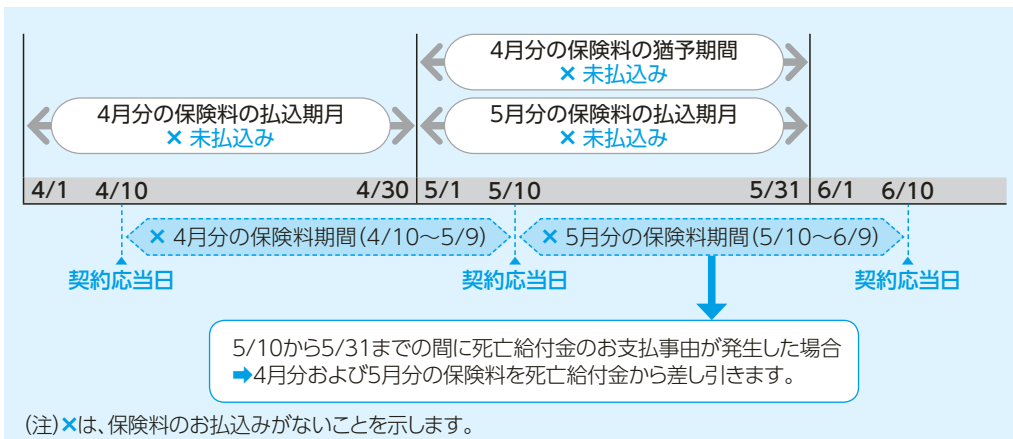 4月分の保険料の猶予期間
× 未払込み
4月分の保険料の払込期月
× 未払込み
5月分の保険料の払込期月
× 未払込み
4/1 4/10 4/30 5/1 5/10 5/31 6/1 6/10
× 4月分の保険料期間(4/10～5/9) × 5月分の保険料期間(5/10～6/9)
契約応当日 契約応当日 契約応当日
5/10から5/31までの間に死亡給付金のお支払事由が発生した場合
➡4月分および5月分の保険料を死亡給付金から差し引きます。
(注)×は、保険料のお払込みがないことを示します。